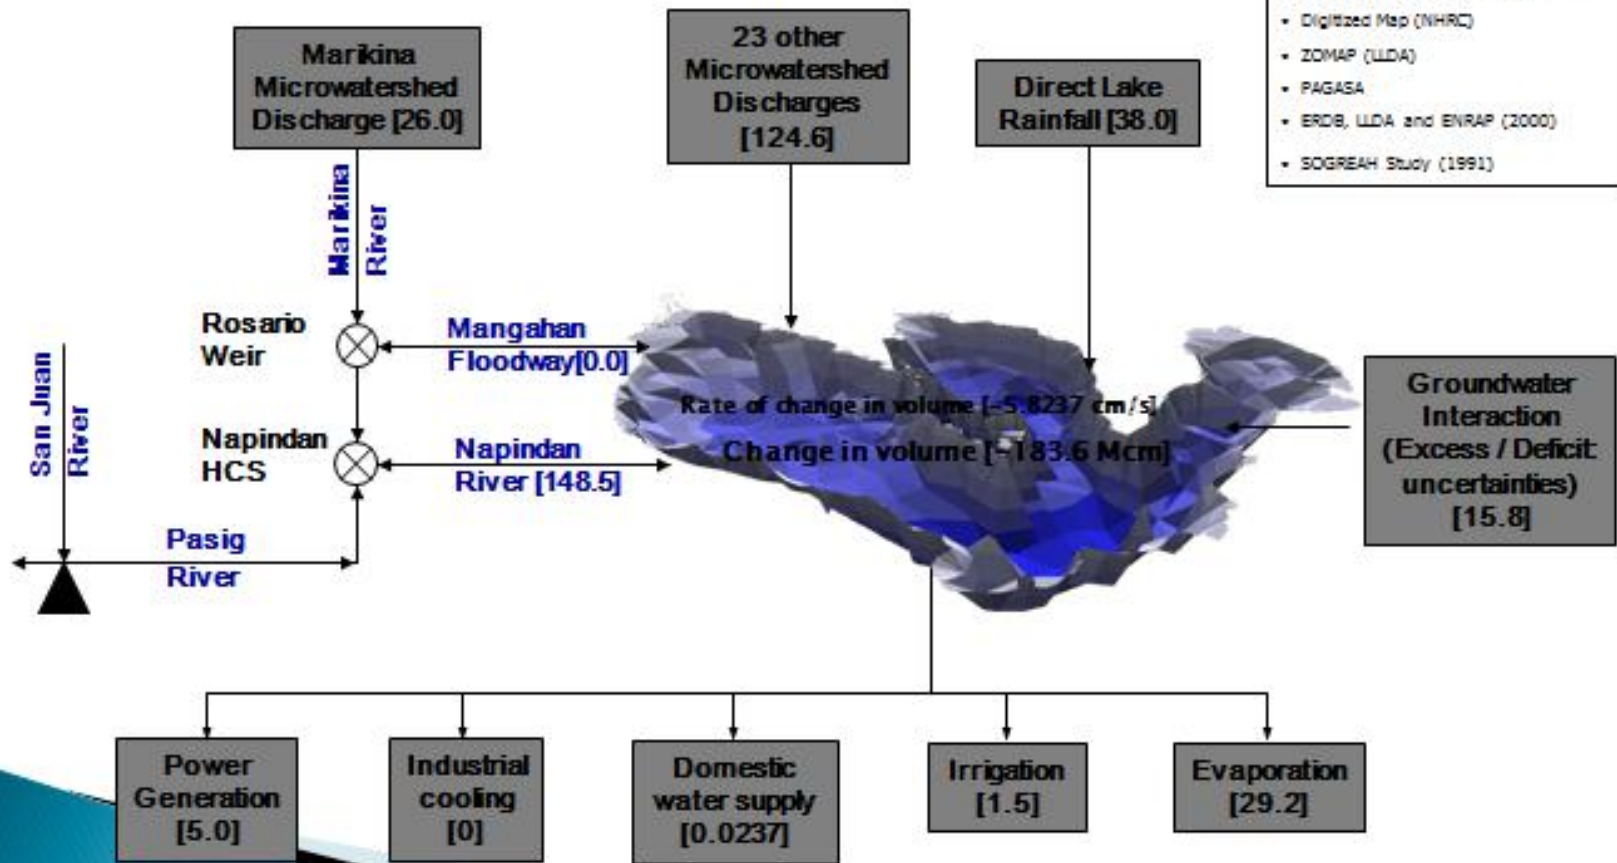 Marikina
Microwatershed
Discharge [26.0]
23 other
Microwatershed
Discharges
[124.6]
Direct Lake
Rainfall [38.0]
• Digitized Map (NHRC)
• ZOMAP (LLDA)
• PAGASA
• ERDB, LLDA and ENRAP (2000)
• SOGREAH Study (1991)
Marikina
River
Rosario
Weir
Mangahan
Floodway[0.0]
San Juan
River
Napindan
HCS
Napindan
River [148.5]
Pasig
River
Rate of change in volume [-5.8237 cm/s]
Change in volume [-183.6 Mcm]
Groundwater
Interaction
(Excess / Deficit:
uncertainties)
[15.8]
Power
Generation
[5.0]
Industrial
cooling
[0]
Domestic
water supply
[0.0237]
Irrigation
[1.5]
Evaporation
[29.2]